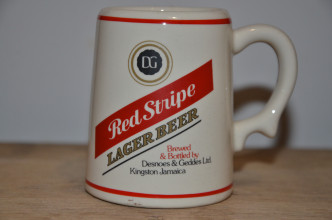 DG
Red Stripe
LAGER BEER
Brewed
& Bottled by
Desnoes & Geddes Ltd.
Kingston Jamaica